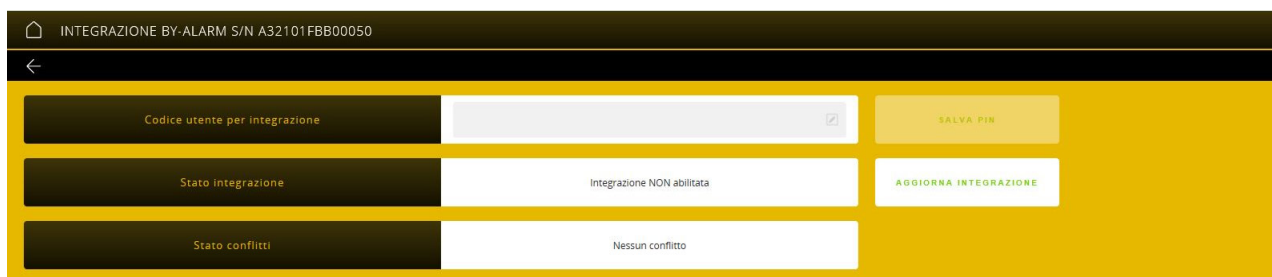 INTEGRAZIONE BY-ALARM S/N A32101FBB00050
Codice utente per integrazione
SALVA PIN
Stato integrazione Integrazione NON abilitata AGGIORNA INTEGRAZIONE
Stato conflitti Nessun conflitto